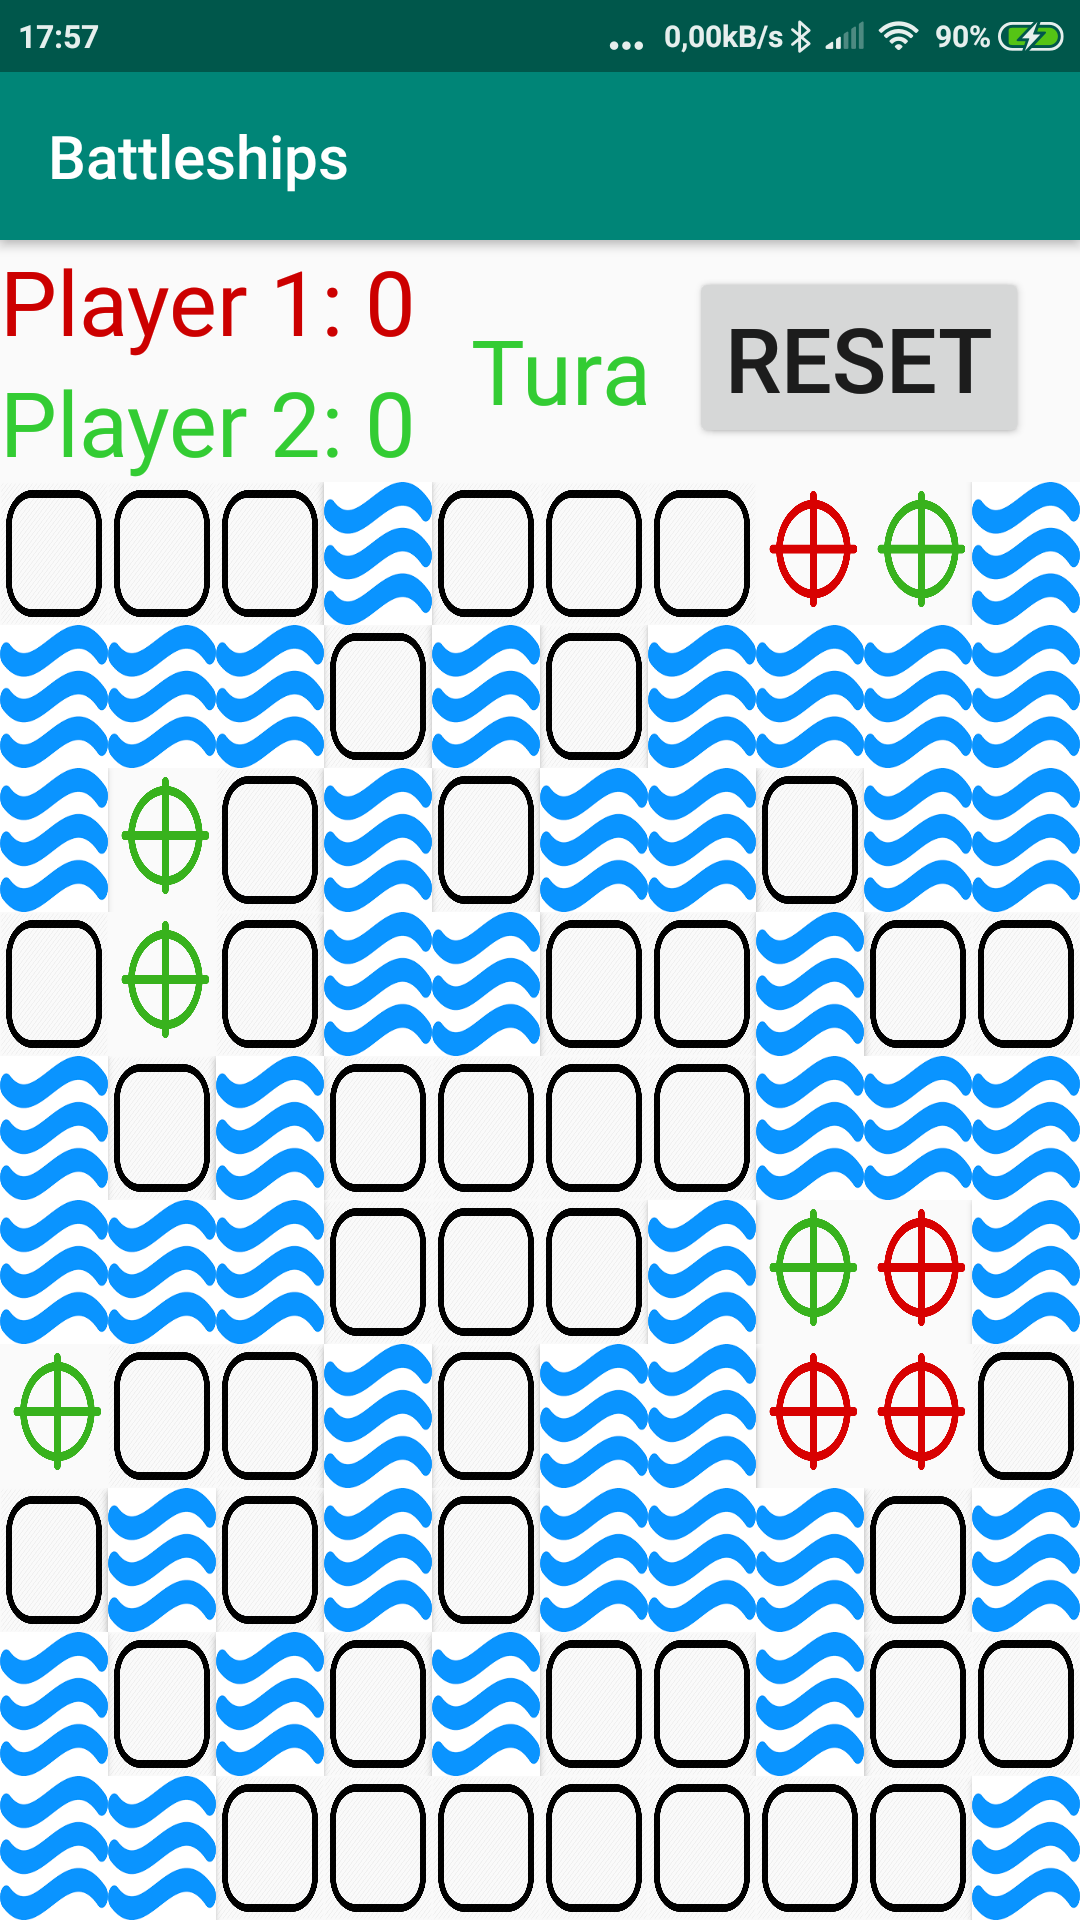 17:57 ... 0,00kB/s 90%
Battleships
Player 1: 0
Player 2: 0
Tura
RESET